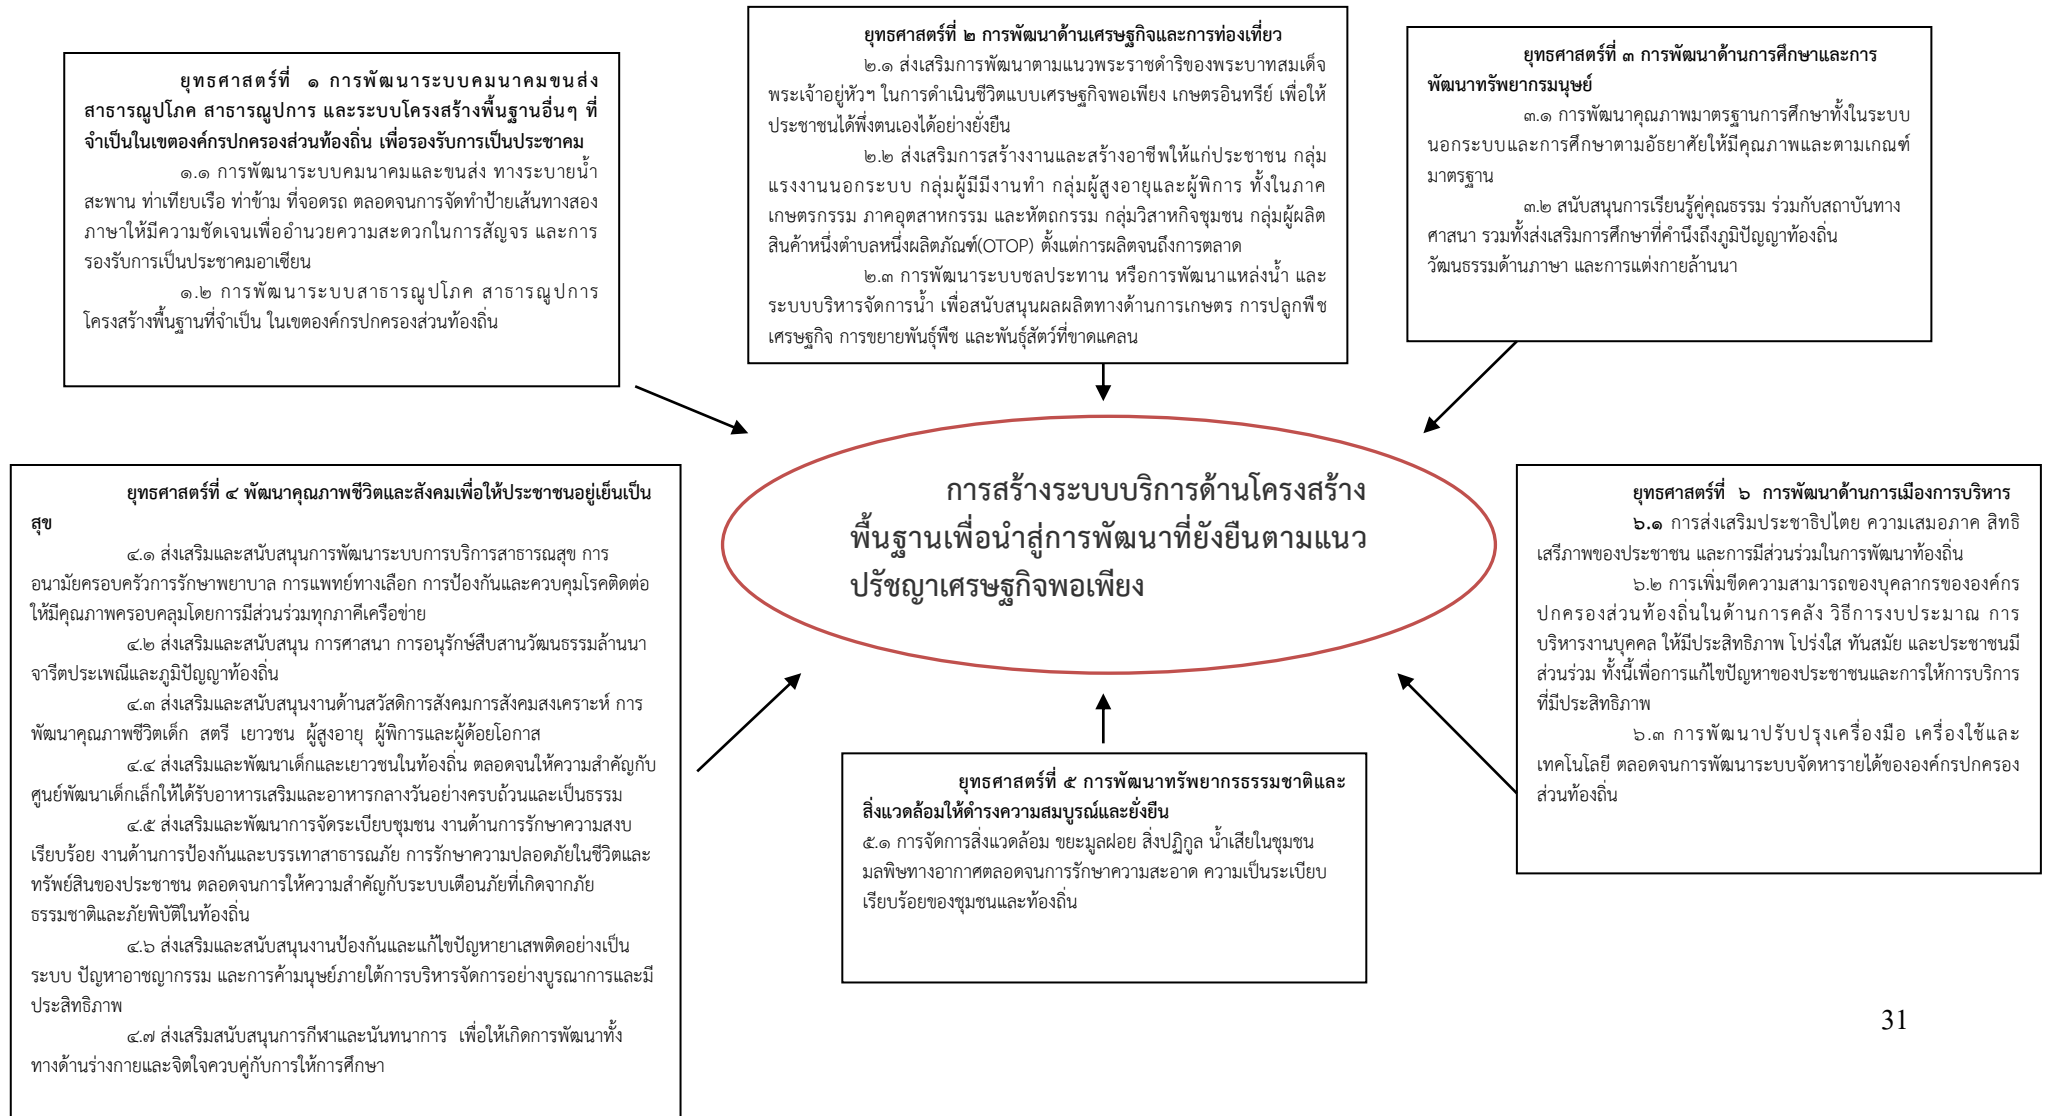 ยุทธศาสตร์ที่ ๑ การพัฒนาระบบคมนาคมขนส่ง
สาธารณูปโภค สาธารณูปการ และระบบโครงสร้างพื้นฐานอื่นๆ ที่
จำเป็นในเขตองค์กรปกครองส่วนท้องถิ่น เพื่อรองรับการเป็นประชาคม
๑.๑ การพัฒนาระบบคมนาคมและขนส่ง ทางระบายน้ำ
สะพาน ท่าเทียบเรือ ท่าข้าม ที่จอดรถ ตลอดจนการจัดทำป้ายเส้นทางสอง
ภาษาให้มีความชัดเจนเพื่ออำนวยความสะดวกในการสัญจร และการ
รองรับการเป็นประชาคมอาเซียน
๑.๒ การพัฒนาระบบสาธารณูปโภค สาธารณูปการ
โครงสร้างพื้นฐานที่จำเป็น ในเขตองค์กรปกครองส่วนท้องถิ่น
ยุทธศาสตร์ที่ ๒ การพัฒนาด้านเศรษฐกิจและการท่องเที่ยว
๒.๑ ส่งเสริมการพัฒนาตามแนวพระราชดำริของพระบาทสมเด็จ
พระเจ้าอยู่หัวฯ ในการดำเนินชีวิตแบบเศรษฐกิจพอเพียง เกษตรอินทรีย์ เพื่อให้
ประชาชนได้พึ่งตนเองได้อย่างยั่งยืน
๒.๒ ส่งเสริมการสร้างงานและสร้างอาชีพให้แก่ประชาชน กลุ่ม
แรงงานนอกระบบ กลุ่มผู้มีมีงานทำ กลุ่มผู้สูงอายุและผู้พิการ ทั้งในภาค
เกษตรกรรม ภาคอุตสาหกรรม และหัตถกรรม กลุ่มวิสาหกิจชุมชน กลุ่มผู้ผลิต
สินค้าหนึ่งตำบลหนึ่งผลิตภัณฑ์(OTOP) ตั้งแต่การผลิตจนถึงการตลาด
๒.๓ การพัฒนาระบบชลประทาน หรือการพัฒนาแหล่งน้ำ และ
ระบบบริหารจัดการน้ำ เพื่อสนับสนุนผลผลิตทางด้านการเกษตร การปลูกพืช
เศรษฐกิจ การขยายพันธุ์พืช และพันธุ์สัตว์ที่ขาดแคลน
ยุทธศาสตร์ที่ ๓ การพัฒนาด้านการศึกษาและการ
พัฒนาทรัพยากรมนุษย์
๓.๑ การพัฒนาคุณภาพมาตรฐานการศึกษาทั้งในระบบ
นอกระบบและการศึกษาตามอัธยาศัยให้มีคุณภาพและตามเกณฑ์
มาตรฐาน
๓.๒ สนับสนุนการเรียนรู้คู่คุณธรรม ร่วมกับสถาบันทาง
ศาสนา รวมทั้งส่งเสริมการศึกษาที่คำนึงถึงภูมิปัญญาท้องถิ่น
วัฒนธรรมด้านภาษา และการแต่งกายล้านนา
การสร้างระบบบริการด้านโครงสร้าง
พื้นฐานเพื่อนำสู่การพัฒนาที่ยังยืนตามแนว
ปรัชญาเศรษฐกิจพอเพียง
ยุทธศาสตร์ที่ ๔ พัฒนาคุณภาพชีวิตและสังคมเพื่อให้ประชาชนอยู่เย็นเป็น
สุข
๔.๑ ส่งเสริมและสนับสนุนการพัฒนาระบบการบริการสาธารณสุข การ
อนามัยครอบครัวการรักษาพยาบาล การแพทย์ทางเลือก การป้องกันและควบคุมโรคติดต่อ
ให้มีคุณภาพครอบคลุมโดยการมีส่วนร่วมทุกภาคีเครือข่าย
๔.๒ ส่งเสริมและสนับสนุน การศาสนา การอนุรักษ์สืบสานวัฒนธรรมล้านนา
จารีตประเพณีและภูมิปัญญาท้องถิ่น
๔.๓ ส่งเสริมและสนับสนุนงานด้านสวัสดิการสังคมการสังคมสงเคราะห์ การ
พัฒนาคุณภาพชีวิตเด็ก สตรี เยาวชน ผู้สูงอายุ ผู้พิการและผู้ด้อยโอกาส
๔.๔ ส่งเสริมและพัฒนาเด็กและเยาวชนในท้องถิ่น ตลอดจนให้ความสำคัญกับ
ศูนย์พัฒนาเด็กเล็กให้ได้รับอาหารเสริมและอาหารกลางวันอย่างครบถ้วนและเป็นธรรม
๔.๕ ส่งเสริมและพัฒนาการจัดระเบียบชุมชน งานด้านการรักษาความสงบ
เรียบร้อย งานด้านการป้องกันและบรรเทาสาธารณภัย การรักษาความปลอดภัยในชีวิตและ
ทรัพย์สินของประชาชน ตลอดจนการให้ความสำคัญกับระบบเตือนภัยที่เกิดจากภัย
ธรรมชาติและภัยพิบัติในท้องถิ่น
๔.๖ ส่งเสริมและสนับสนุนงานป้องกันและแก้ไขปัญหายาเสพติดอย่างเป็น
ระบบ ปัญหาอาชญากรรม และการค้ามนุษย์ภายใต้การบริหารจัดการอย่างบูรณาการและมี
ประสิทธิภาพ
๔.๗ ส่งเสริมสนับสนุนการกีฬาและนันทนาการ เพื่อให้เกิดการพัฒนาทั้ง
ทางด้านร่างกายและจิตใจควบคู่กับการให้การศึกษา
ยุทธศาสตร์ที่ ๕ การพัฒนาทรัพยากรธรรมชาติและ
สิ่งแวดล้อมให้ดำรงความสมบูรณ์และยั่งยืน
๕.๑ การจัดการสิ่งแวดล้อม ขยะมูลฝอย สิ่งปฏิกูล น้ำเสียในชุมชน
มลพิษทางอากาศตลอดจนการรักษาความสะอาด ความเป็นระเบียบ
เรียบร้อยของชุมชนและท้องถิ่น
ยุทธศาสตร์ที่ ๖ การพัฒนาด้านการเมืองการบริหาร
๖.๑ การส่งเสริมประชาธิปไตย ความเสมอภาค สิทธิ
เสรีภาพของประชาชน และการมีส่วนร่วมในการพัฒนาท้องถิ่น
๖.๒ การเพิ่มขีดความสามารถของบุคลากรขององค์กร
ปกครองส่วนท้องถิ่นในด้านการคลัง วิธีการงบประมาณ การ
บริหารงานบุคคล ให้มีประสิทธิภาพ โปร่งใส ทันสมัย และประชาชนมี
ส่วนร่วม ทั้งนี้เพื่อการแก้ไขปัญหาของประชาชนและการให้การบริการ
ที่มีประสิทธิภาพ
๖.๓ การพัฒนาปรับปรุงเครื่องมือ เครื่องใช้และ
เทคโนโลยี ตลอดจนการพัฒนาระบบจัดหารายได้ขององค์กรปกครอง
ส่วนท้องถิ่น
31